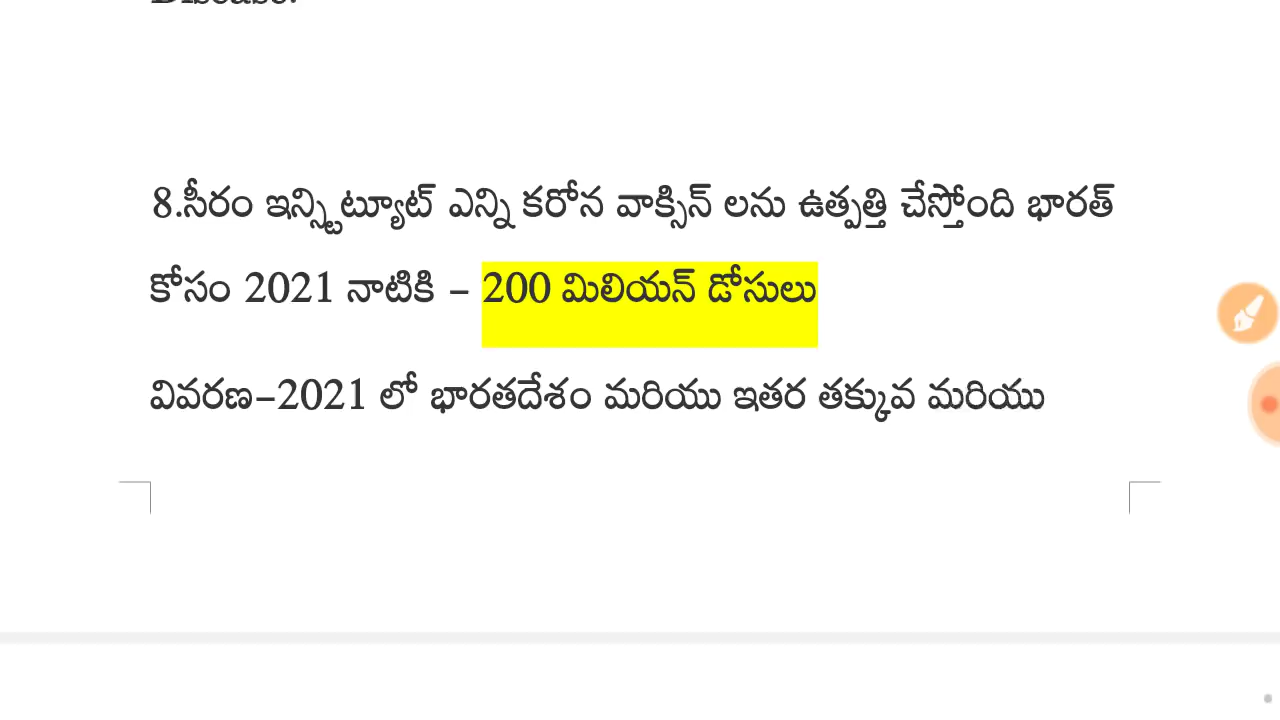 8.సీరం ఇన్స్టిట్యూట్ ఎన్ని కరోన వాక్సిన్ లను ఉత్పత్తి చేస్తోంది భారత్
కోసం 2021 నాటికి – 200 మిలియన్ డోసులు
వివరణ–2021 లో భారతదేశం మరియు ఇతర తక్కువ మరియు